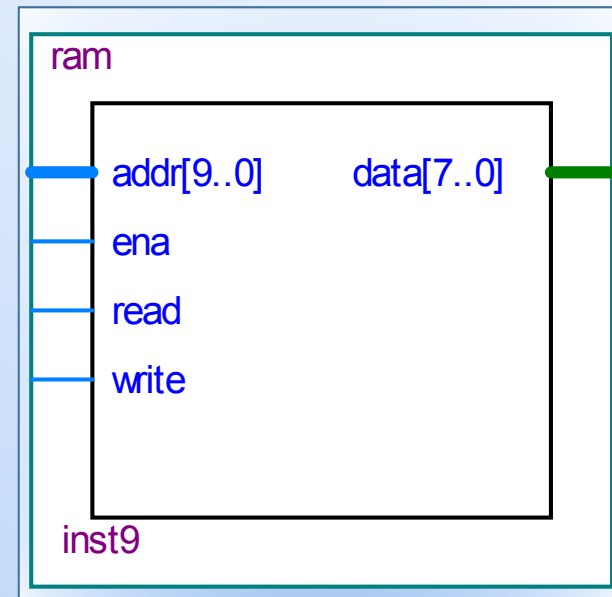 ram
addr[9..0] data[7..0]
ena
read
write
inst9